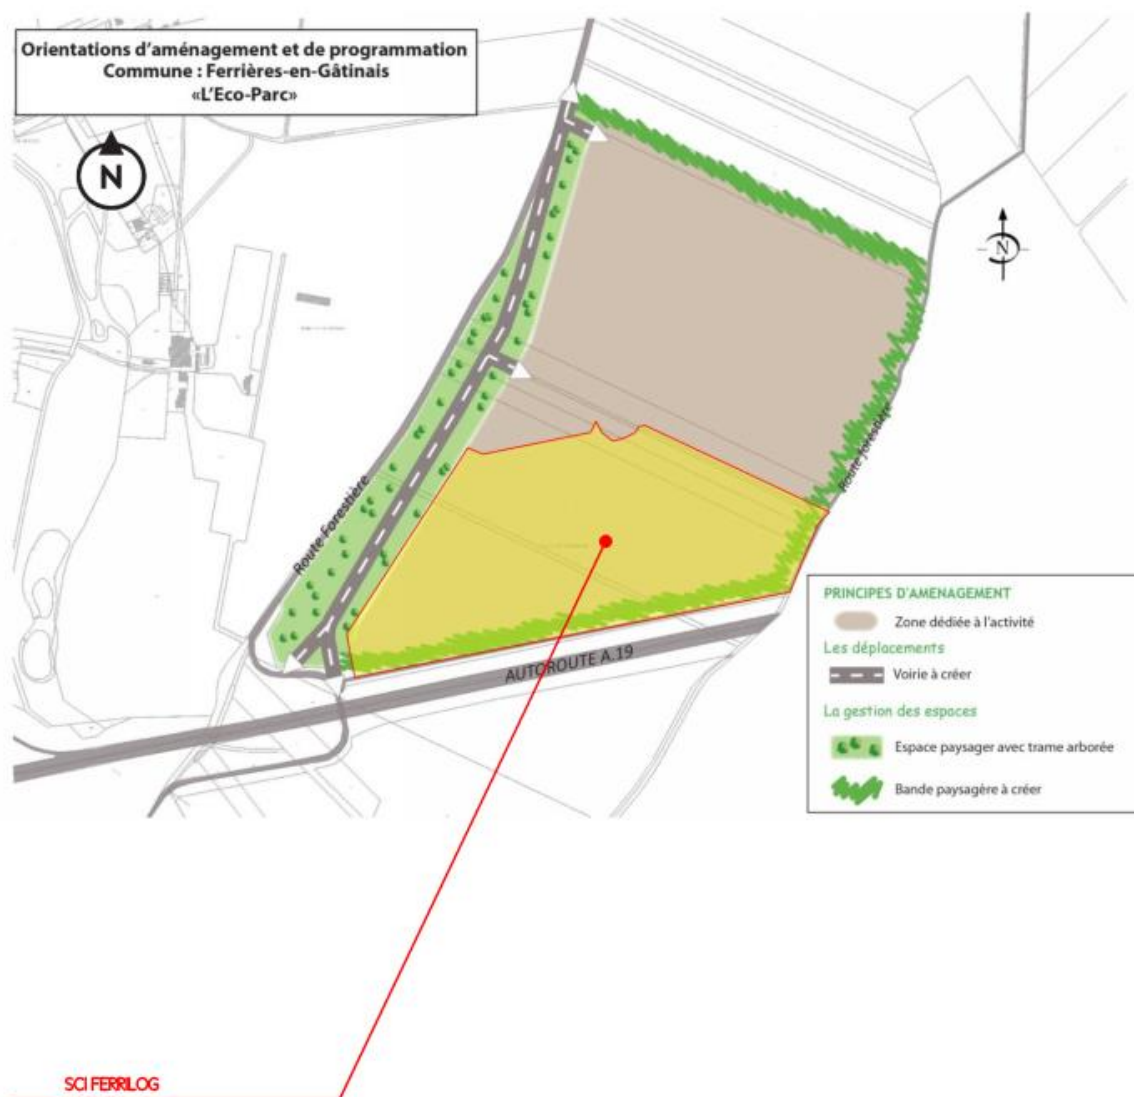 Orientations d'aménagement et de programmation
Commune : Ferrières-en-Gâtinais
«L'Eco-Parc»
N
N
Route Forestière
Route forestière
AUTOROUTE A.19
PRINCIPES D'AMENAGEMENT
Zone dédiée à l'activité
Les déplacements
Voirie à créer
La gestion des espaces
Espace paysager avec trame arborée
Bande paysagère à créer
SCI FERRILOG